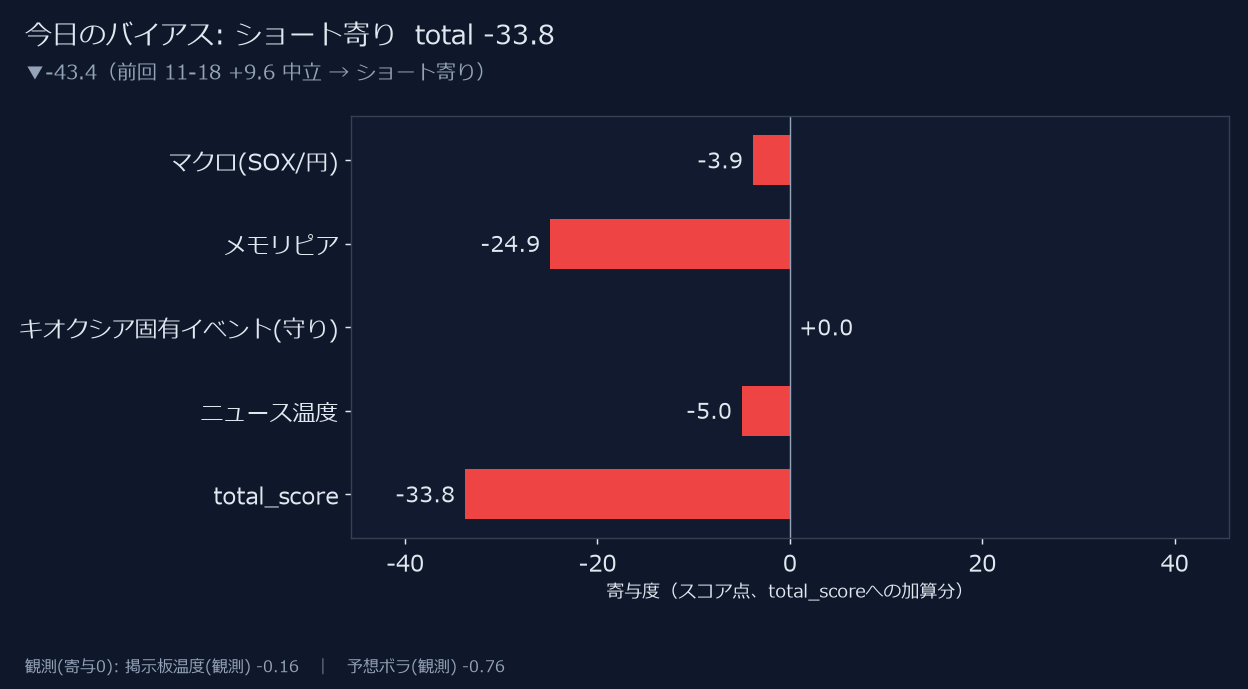 今日のバイアス: ショート寄り  total -33.8
▼-43.4（前回 11-18 +9.6 中立 → ショート寄り）
マクロ(SOX/円)
-3.9
メモリピア
-24.9
キオクシア固有イベント(守り)
+0.0
ニュース温度
-5.0
total_score
-33.8
-40 -20 0 20 40
寄与度（スコア点、total_scoreへの加算分）
観測(寄与0): 掲示板温度(観測) -0.16 ｜ 予想ボラ(観測) -0.76